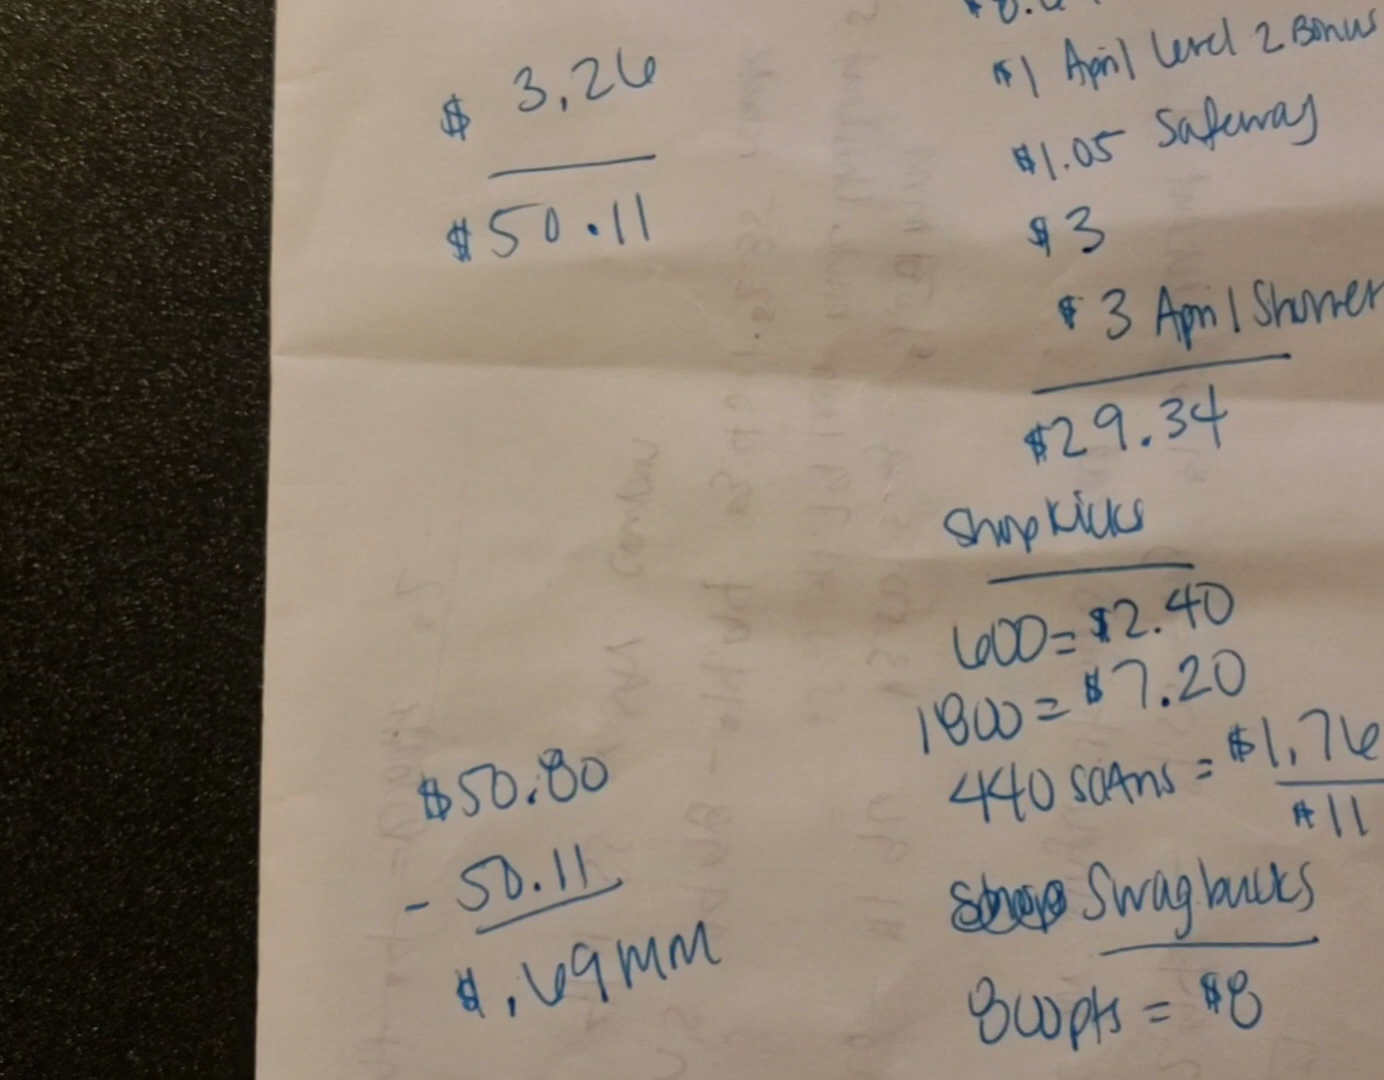 $ 3.26
$50.11
$50.80
- 50.11
$.69 MM
$1 April Level 2 Bonus
$1.05 Safeway
$3
$3 April Shower
$29.34
Shopkicks
600 = $2.40
1800 = $7.20
440 scans = $1.76
$11
Swagbucks
800pts = $8